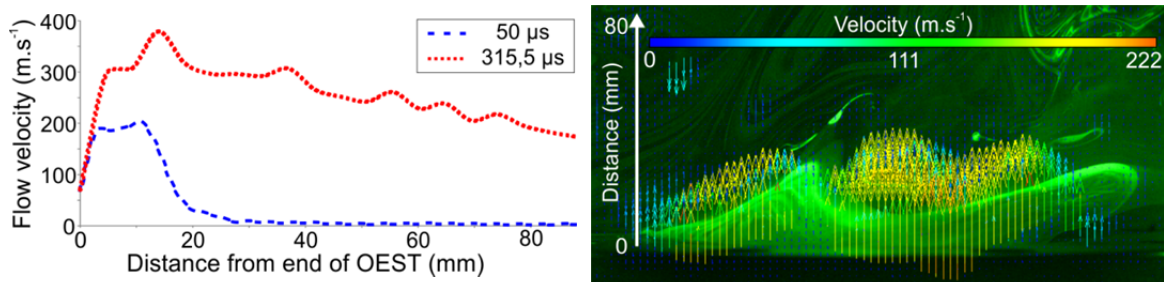 Flow velocity (m.s⁻¹)
400
300
200
100
0
50 µs
315,5 µs
0
20
40
60
80
Distance from end of OEST (mm)
80
Distance (mm)
0
Velocity (m.s⁻¹)
0
111
222